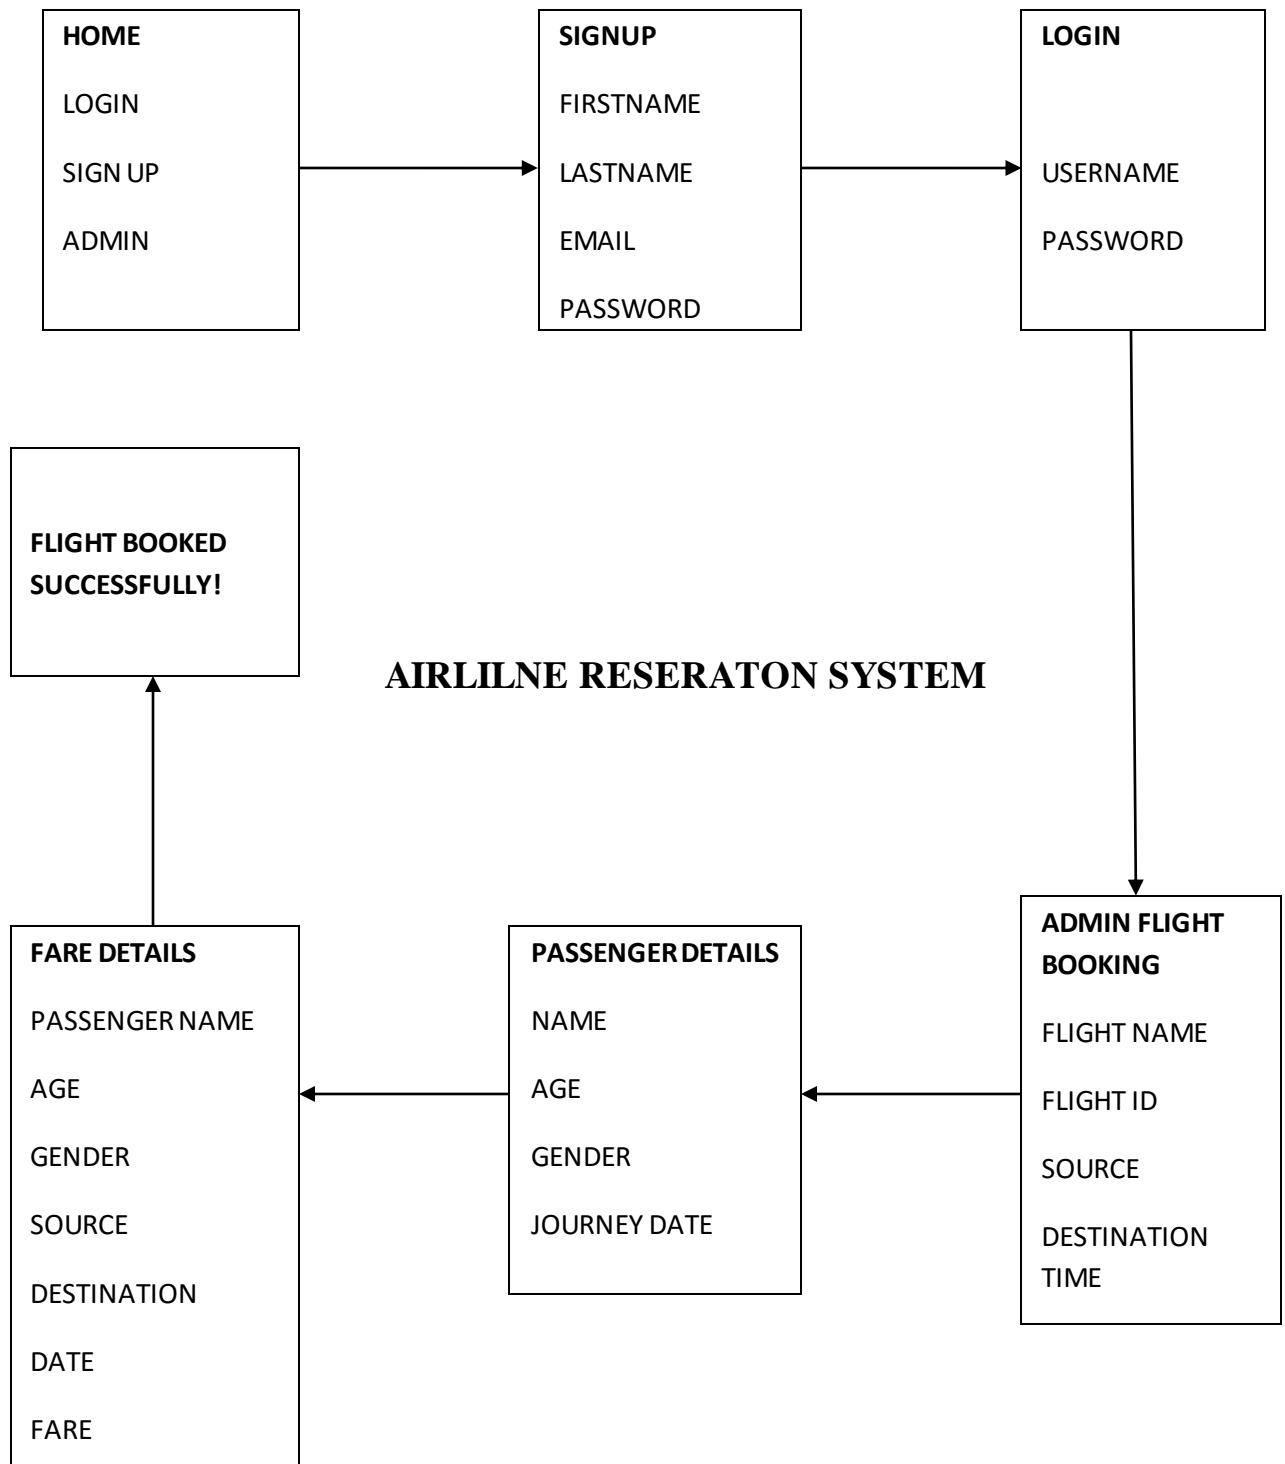 HOME
LOGIN
SIGN UP
ADMIN
SIGNUP
FIRSTNAME
LASTNAME
EMAIL
PASSWORD
LOGIN
USERNAME
PASSWORD
FLIGHT BOOKED
SUCCESSFULLY!
AIRLILNE RESERATON SYSTEM
FARE DETAILS
PASSENGER NAME
AGE
GENDER
SOURCE
DESTINATION
DATE
FARE
PASSENGER DETAILS
NAME
AGE
GENDER
JOURNEY DATE
ADMIN FLIGHT
BOOKING
FLIGHT NAME
FLIGHT ID
SOURCE
DESTINATION
TIME